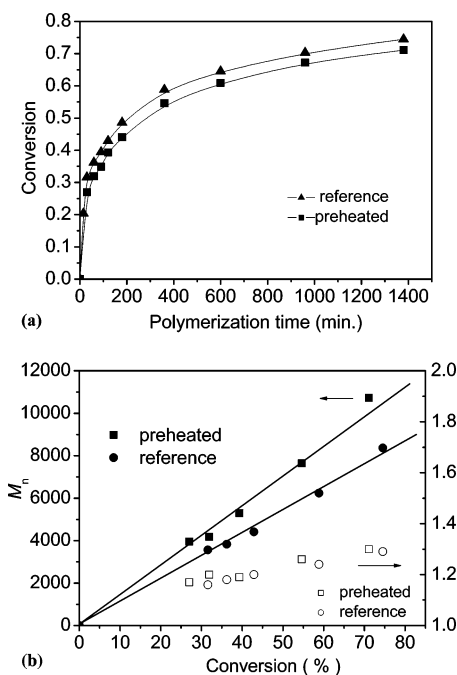 0.8
0.7
0.6
0.5
0.4
0.3
0.2
0.1
0.0
Conversion
reference
preheated
0 200 400 600 800 1000 1200 1400
Polymerization time (min.)
(a)
12000
10000
8000
6000
4000
2000
0
Mn
preheated
reference
2.0
1.8
1.6
1.4
1.2
1.0
preheated
reference
0 10 20 30 40 50 60 70 80
Conversion ( % )
(b)